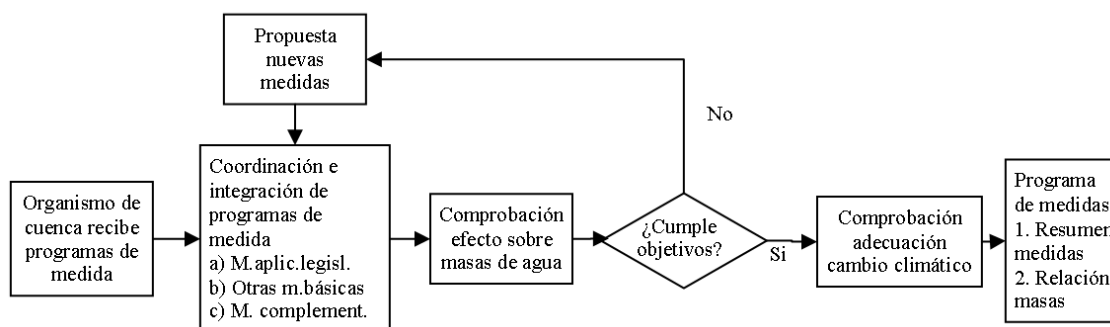 Propuesta
nuevas
medidas
No
Organismo de
cuenca recibe
programas de
medida
Coordinación e
integración de
programas de
medida
a) M.aplic.legisl.
b) Otras m.básicas
c) M. complement.
Comprobación
efecto sobre
masas de agua
¿Cumple
objetivos?
Si
Comprobación
adecuación
cambio climático
Programa
de medidas
1. Resumen
medidas
2. Relación
masas